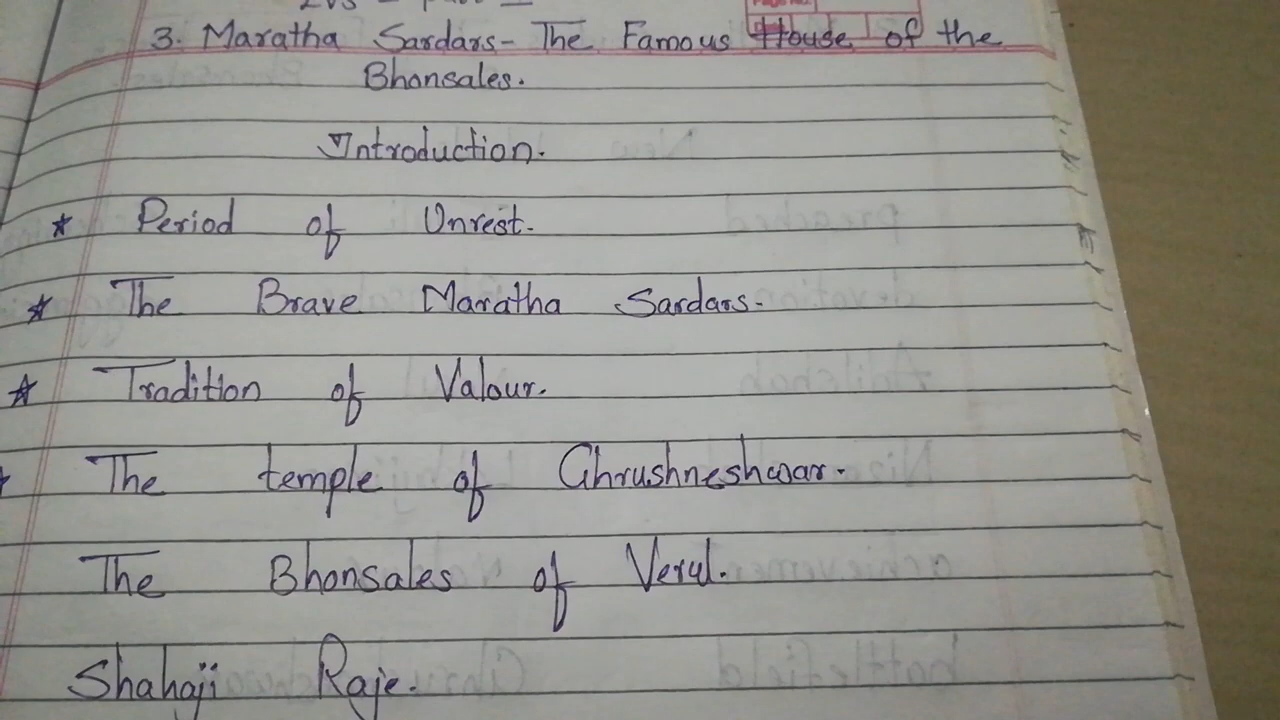 3. Maratha Sardars- The Famous House of the
Bhonsales.
Introduction.
★ Period of Unrest.
★ The Brave Maratha Sardars.
★ Tradition of Valour.
The temple of Ghrushneshwar.
The Bhonsales of Verul.
Shahaji Raje.